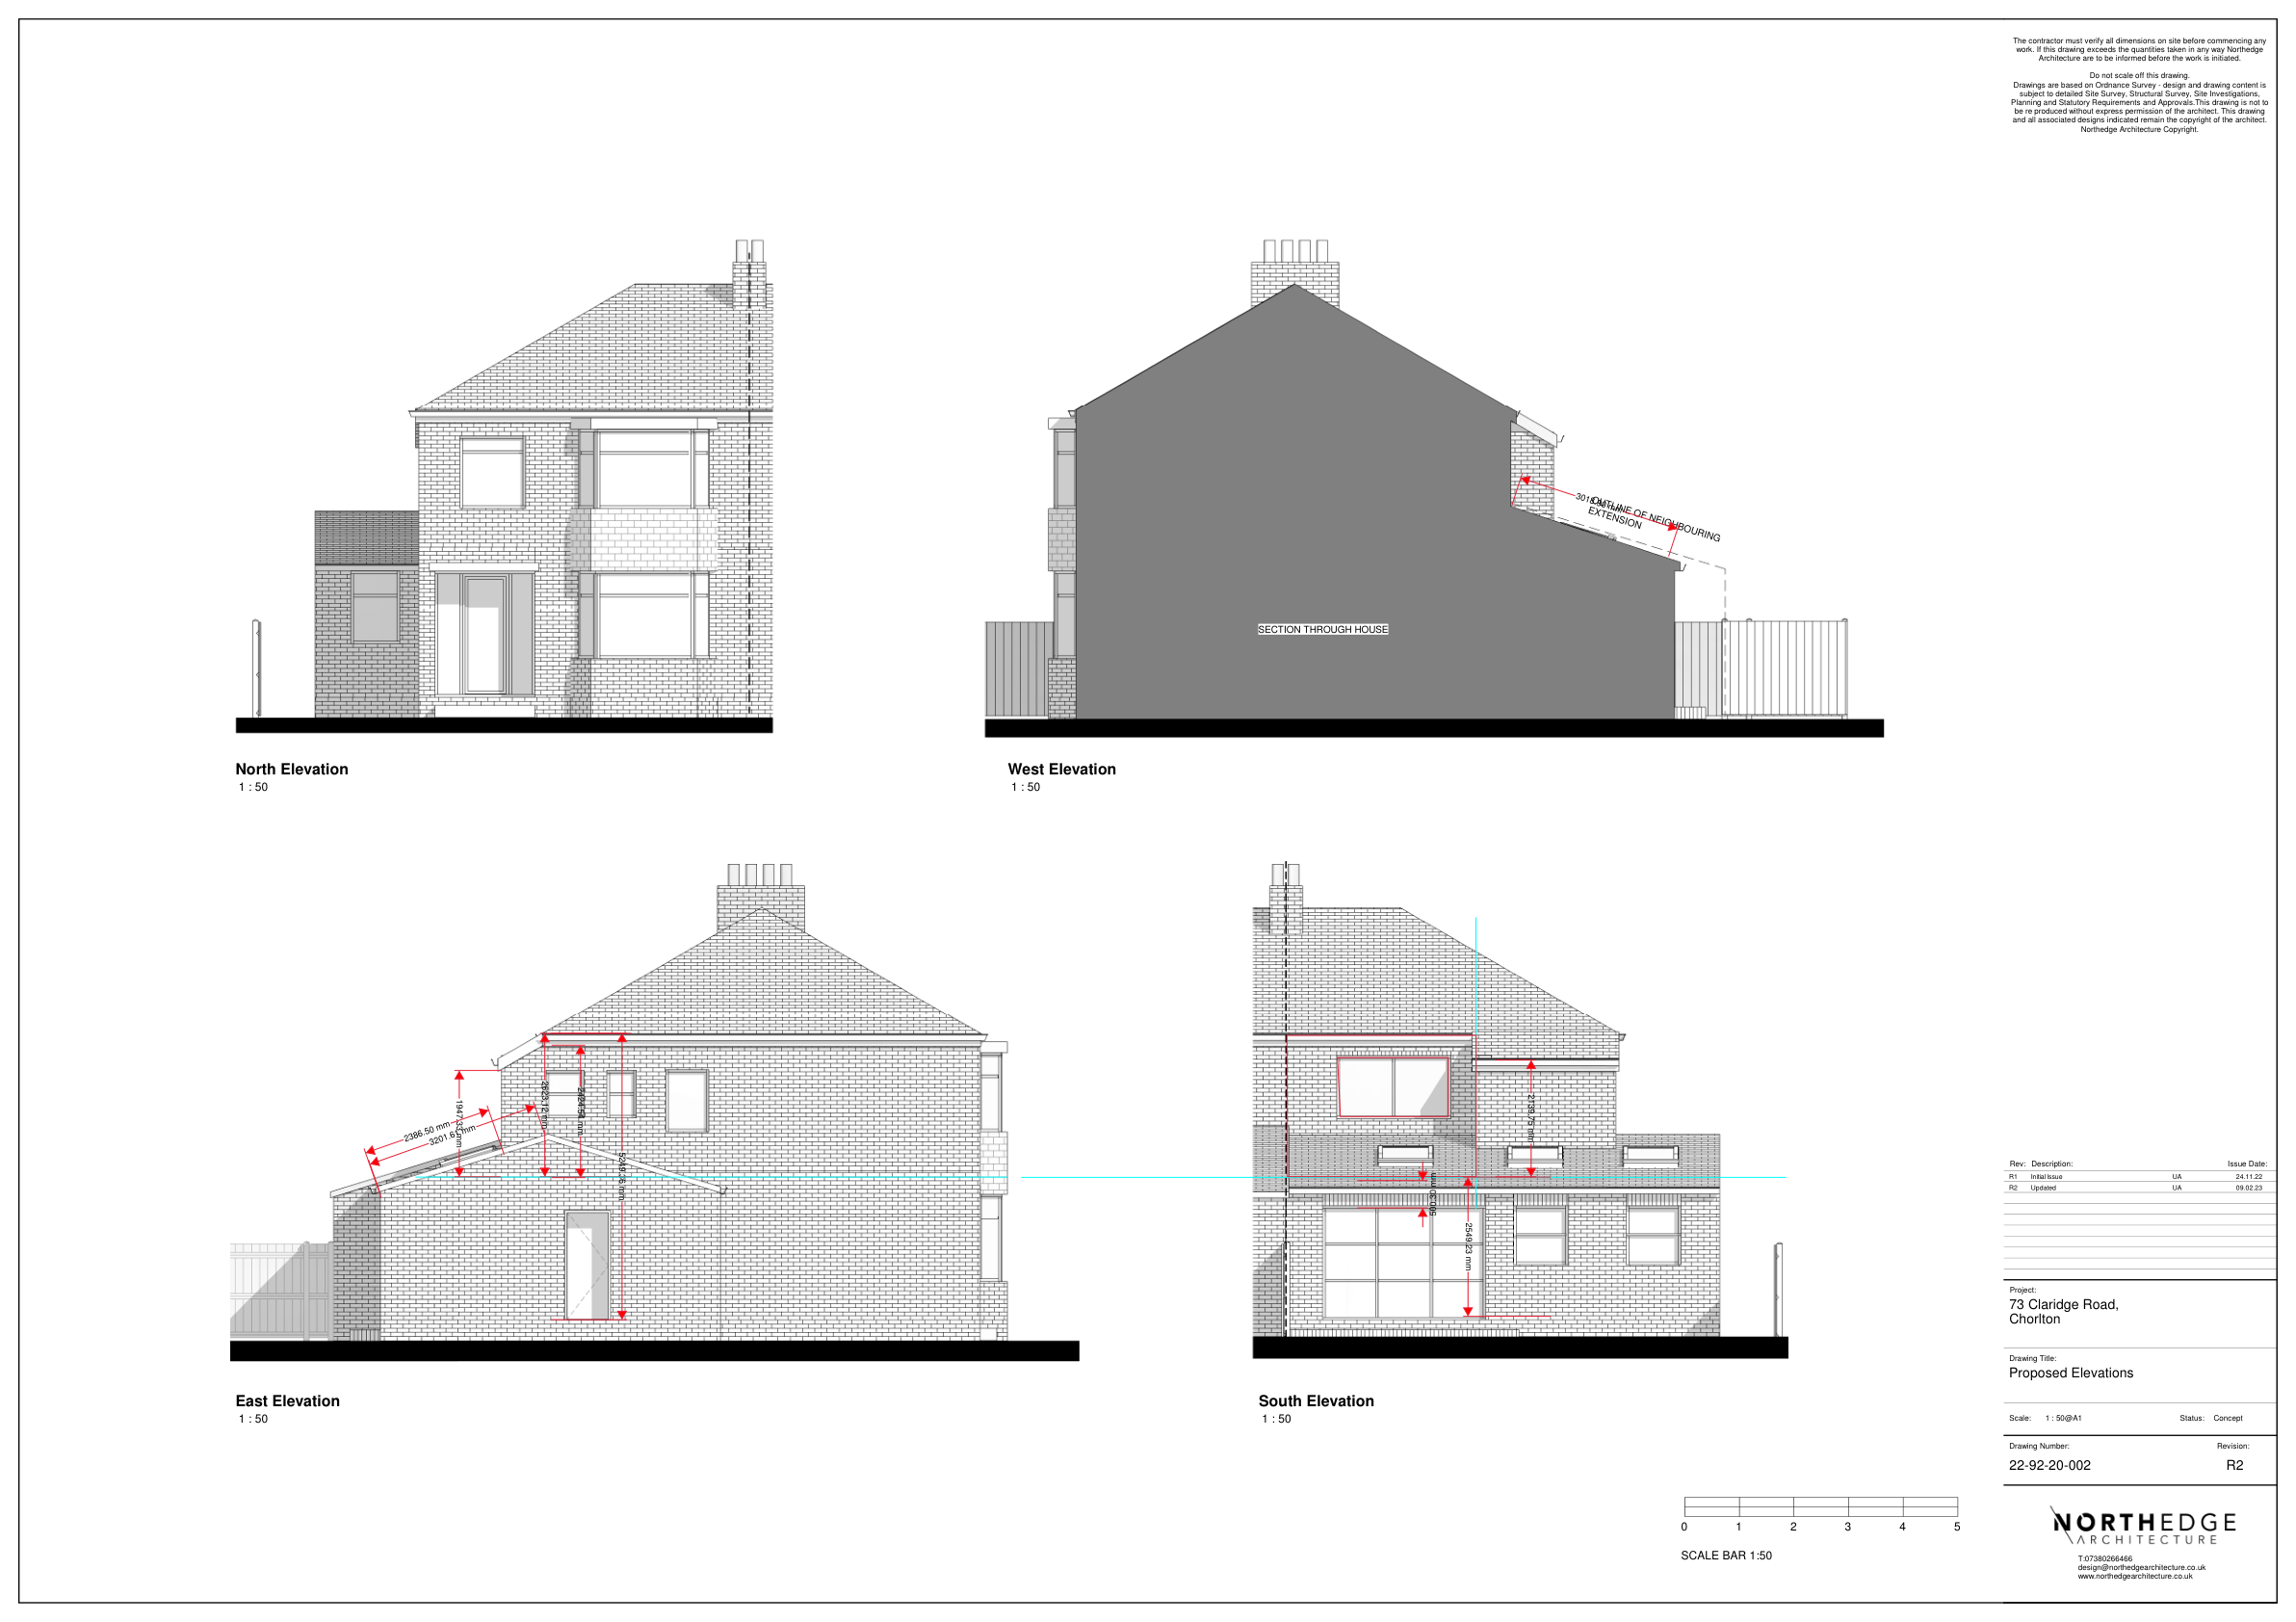 The contractor must verify all dimensions on site before commencing any
work. If this drawing exceeds the quantities taken in any way Northedge
Architecture are to be informed before the work is initiated.
Do not scale off this drawing.
Drawings are based on Ordnance Survey - design and drawing content is
subject to detailed Site Survey, Structural Survey, Site Investigations,
Planning and Statutory Requirements and Approvals.This drawing is not to
be re produced without express permission of the architect. This drawing
and all associated designs indicated remain the copyright of the architect.
Northedge Architecture Copyright.
OUTLINE OF NEIGHBOURING
EXTENSION
SECTION THROUGH HOUSE
North Elevation
1 : 50
West Elevation
1 : 50
2386.50 mm
3201.61 mm
2623.12 mm
2424.54 mm
5249.26 mm
2139.75 mm
500.30 mm
2549.23 mm
East Elevation
1 : 50
South Elevation
1 : 50
0 1 2 3 4 5
SCALE BAR 1:50
Rev: Description: Issue Date:
R1 Initial Issue UA 24.11.22
R2 Updated UA 09.02.23
Project:
73 Claridge Road,
Chorlton
Drawing Title:
Proposed Elevations
Scale: 1 : 50@A1 Status: Concept
Drawing Number: Revision:
22-92-20-002 R2
NORTHEDGE
ARCHITECTURE
T:07380266466
design@northedgearchitecture.co.uk
www.northedgearchitecture.co.uk